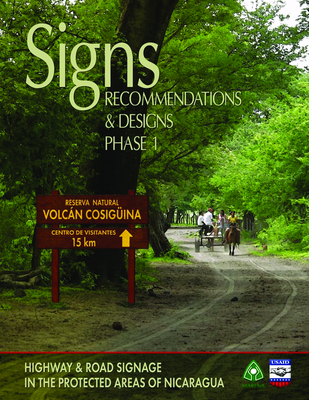 Signs
RECOMMENDATIONS
& DESIGNS
PHASE 1
RESERVA NATURAL
VOLCÁN COSIGÜINA
CENTRO DE VISITANTES
15 km
USAID
HIGHWAY & ROAD SIGNAGE
IN THE PROTECTED AREAS OF NICARAGUA